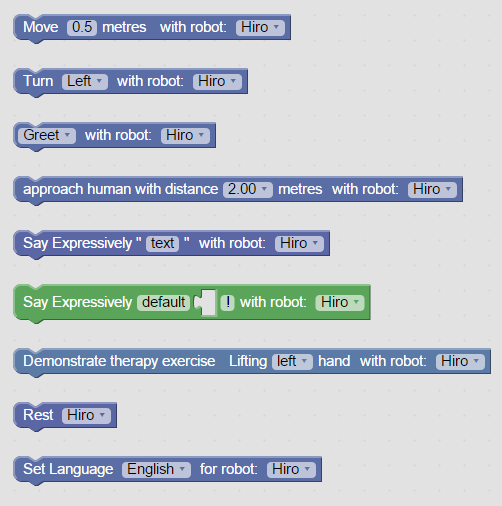 Move 0.5 metres with robot: Hiro
Turn Left with robot: Hiro
Greet with robot: Hiro
approach human with distance 2.00 metres with robot: Hiro
Say Expressively " text " with robot: Hiro
Say Expressively default ! with robot: Hiro
Demonstrate therapy exercise Lifting left hand with robot: Hiro
Rest Hiro
Set Language English for robot: Hiro